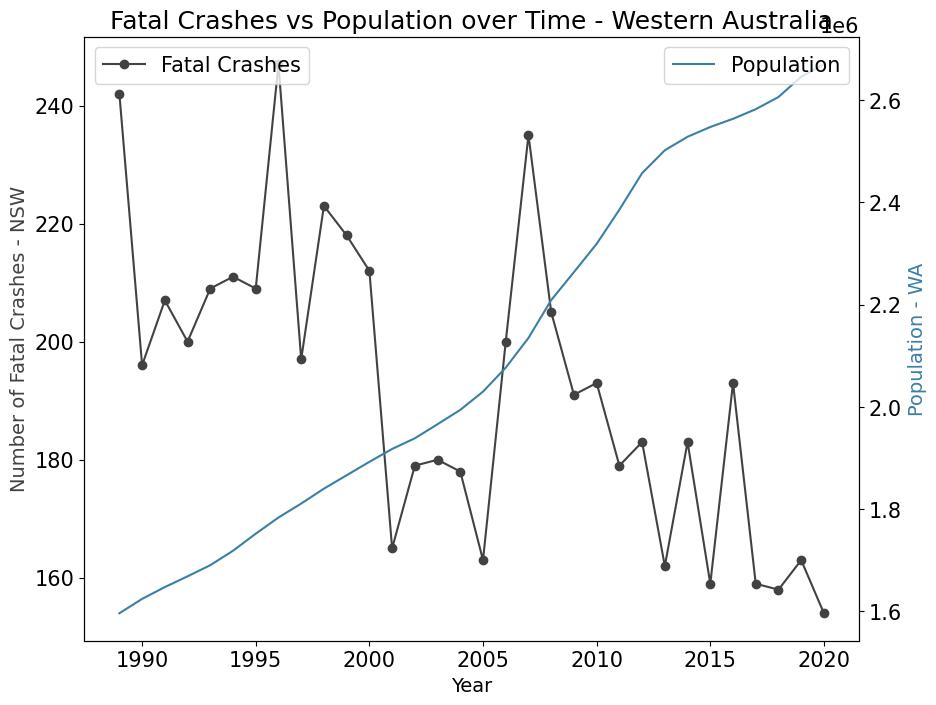 Fatal Crashes vs Population over Time - Western Australia
1e6
Fatal Crashes
Population
240
220
200
180
160
Number of Fatal Crashes - NSW
2.6
2.4
2.2
2.0
1.8
1.6
Population - WA
1990 1995 2000 2005 2010 2015 2020
Year